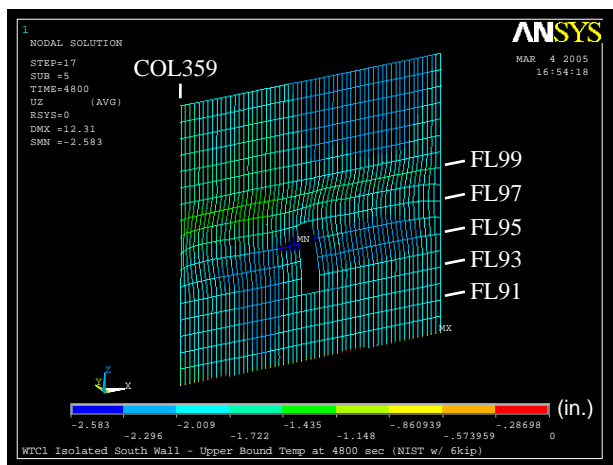 1
ANSYS
NODAL SOLUTION
MAR 4 2005
16:54:18
STEP=17
SUB =5
TIME=4800
UZ (AVG)
RSYS=0
DMX =12.31
SMN =-2.583
COL359
FL99
FL97
FL95
FL93
FL91
MN
MX
Z
Y
X
(in.)
-2.583 -2.009 -1.435 -.860939 -.28698
-2.296 -1.722 -1.148 -.573959 0
WTC1 Isolated South Wall - Upper Bound Temp at 4800 sec (NIST w/ 6kip)